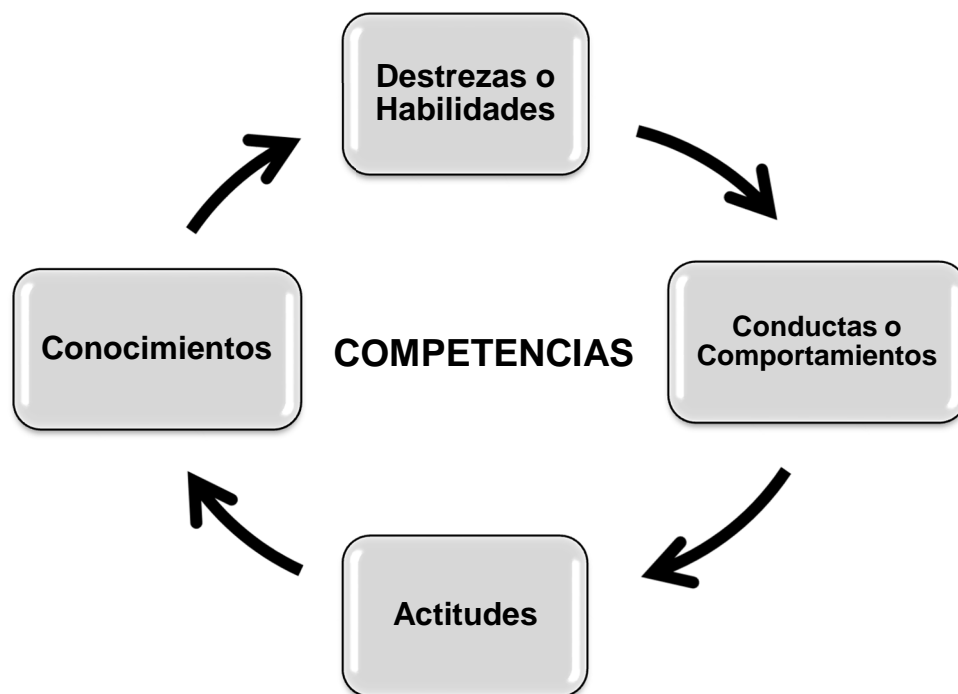 Destrezas o
Habilidades
Conocimientos
COMPETENCIAS
Conductas o
Comportamientos
Actitudes